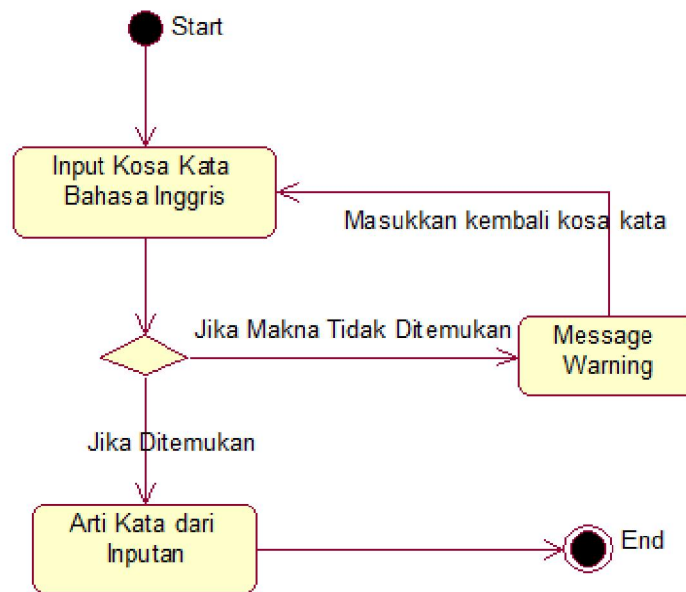 Start
Input Kosa Kata
Bahasa Inggris
Masukkan kembali kosa kata
Jika Makna Tidak Ditemukan
Message
Warning
Jika Ditemukan
Arti Kata dari
Inputan
End